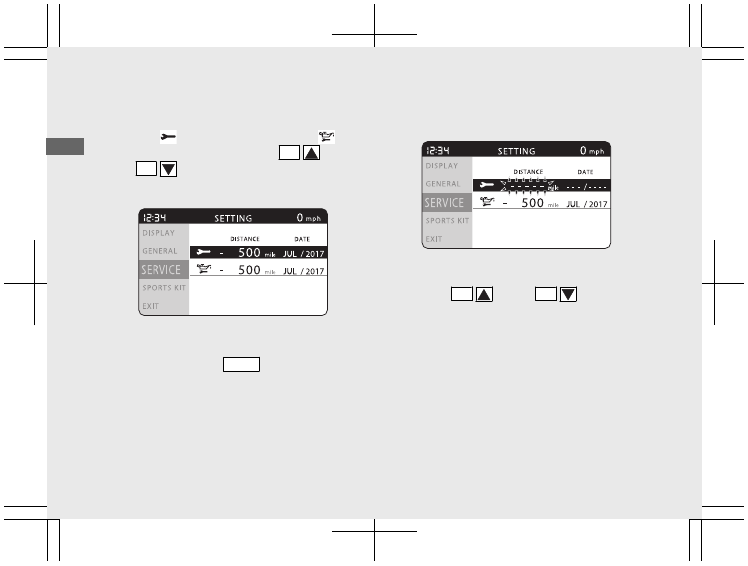 12:34 SETTING 0 mph
DISPLAY
DISTANCE DATE
GENERAL - 500 mile JUL / 2017
SERVICE - 500 mile JUL / 2017
SPORTS KIT
EXIT
12:34 SETTING 0 mph
DISPLAY
DISTANCE DATE
GENERAL - - - - - - mile - - - / - - - -
SERVICE - 500 mile JUL / 2017
SPORTS KIT
EXIT